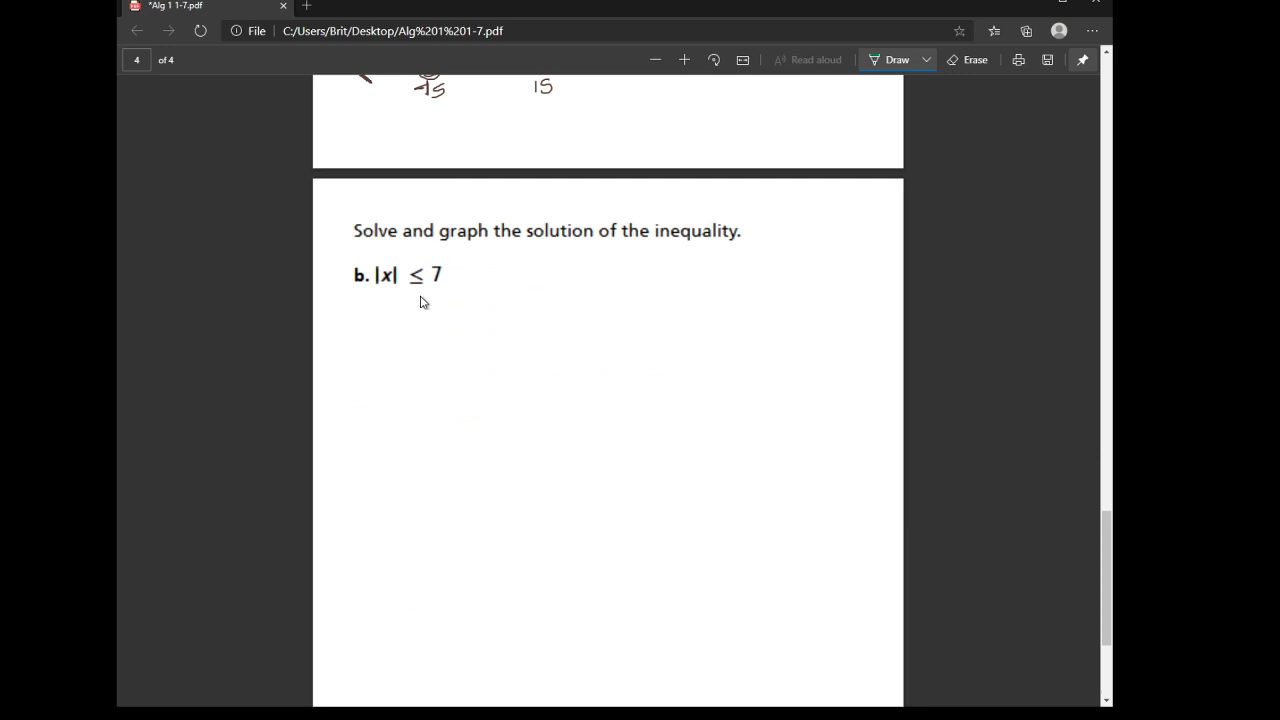 *Alg 1 1-7.pdf
File C:/Users/Brit/Desktop/Alg%201%201-7.pdf
4 of 4 Read aloud Draw Erase
-15 15
Solve and graph the solution of the inequality.
b. |x| ≤ 7